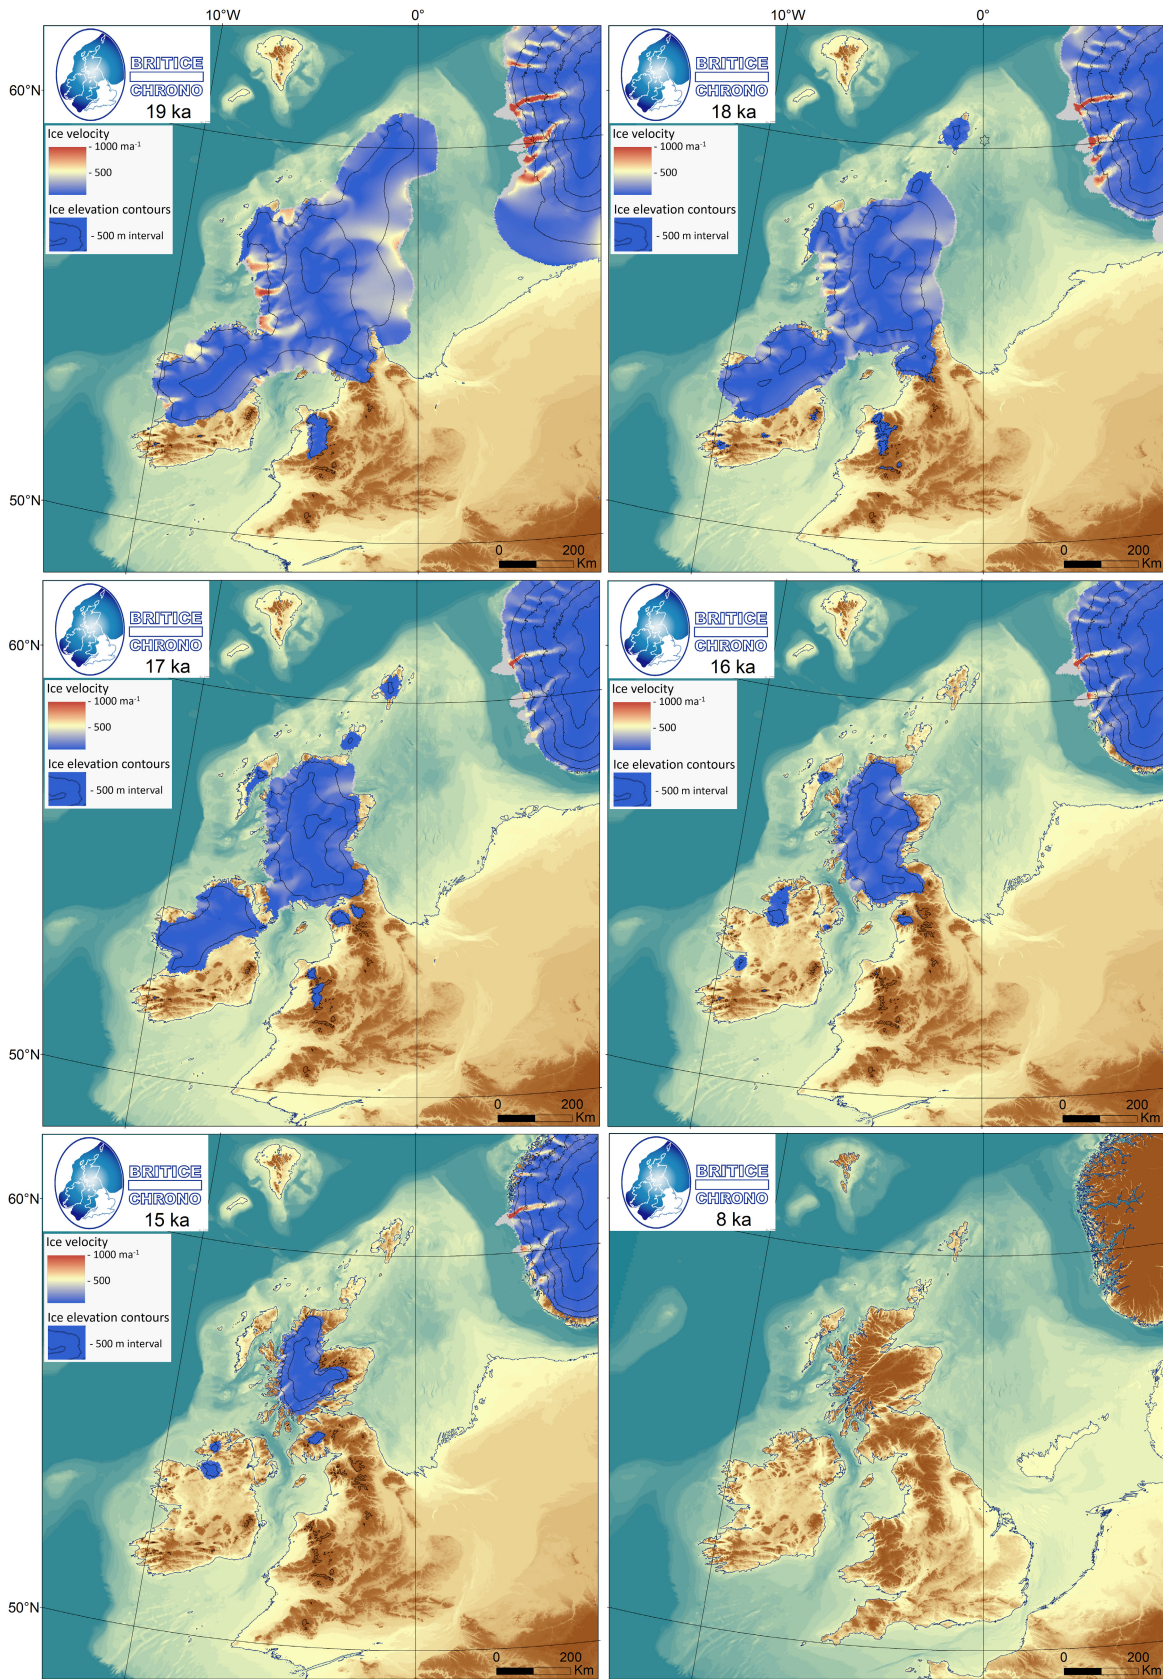 10°W 0° 10°W 0°
60°N
BRITICE
CHRONO
19 ka
Ice velocity
- 1000 ma⁻¹
- 500
Ice elevation contours
- 500 m interval
50°N
0 200
Km
BRITICE
CHRONO
18 ka
Ice velocity
- 1000 ma⁻¹
- 500
Ice elevation contours
- 500 m interval
0 200
Km
60°N
BRITICE
CHRONO
17 ka
Ice velocity
- 1000 ma⁻¹
- 500
Ice elevation contours
- 500 m interval
50°N
0 200
Km
BRITICE
CHRONO
16 ka
Ice velocity
- 1000 ma⁻¹
- 500
Ice elevation contours
- 500 m interval
0 200
Km
60°N
BRITICE
CHRONO
15 ka
Ice velocity
- 1000 ma⁻¹
- 500
Ice elevation contours
- 500 m interval
50°N
0 200
Km
BRITICE
CHRONO
8 ka
0 200
Km